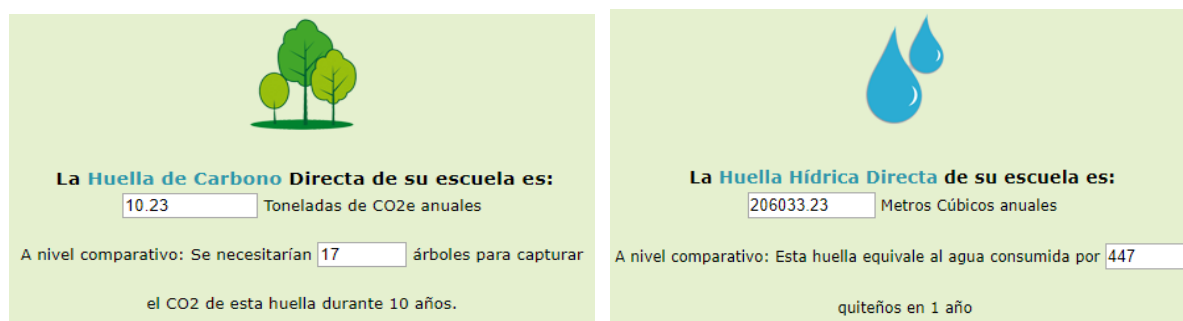 La Huella de Carbono Directa de su escuela es:
10.23 Toneladas de CO2e anuales
A nivel comparativo: Se necesitarían 17 árboles para capturar
el CO2 de esta huella durante 10 años.
La Huella Hídrica Directa de su escuela es:
206033.23 Metros Cúbicos anuales
A nivel comparativo: Esta huella equivale al agua consumida por 447
quiteños en 1 año